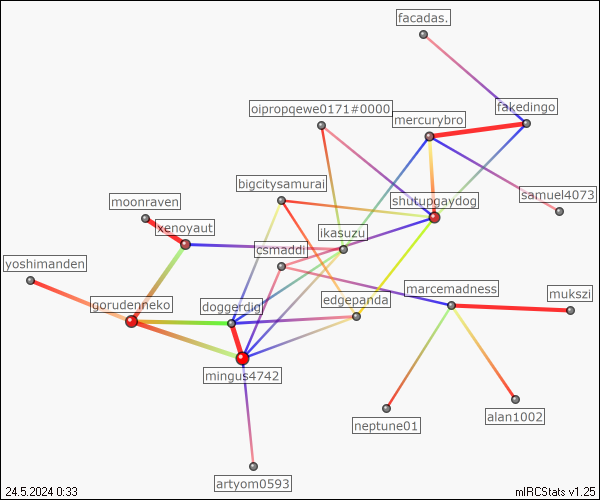 facadas.
oipropqewe0171#0000
fakedingo
mercurybro
bigcitysamurai
samuel4073
moonraven
shutupgaydog
xenoyaut
ikasuzu
csmaddi
yoshimanden
marcemadness
edgepanda
mukszi
gorudenneko
doggerdigi
mingus4742
alan1002
neptune01
artyom0593
24.5.2024 0:33
mIRCStats v1.25